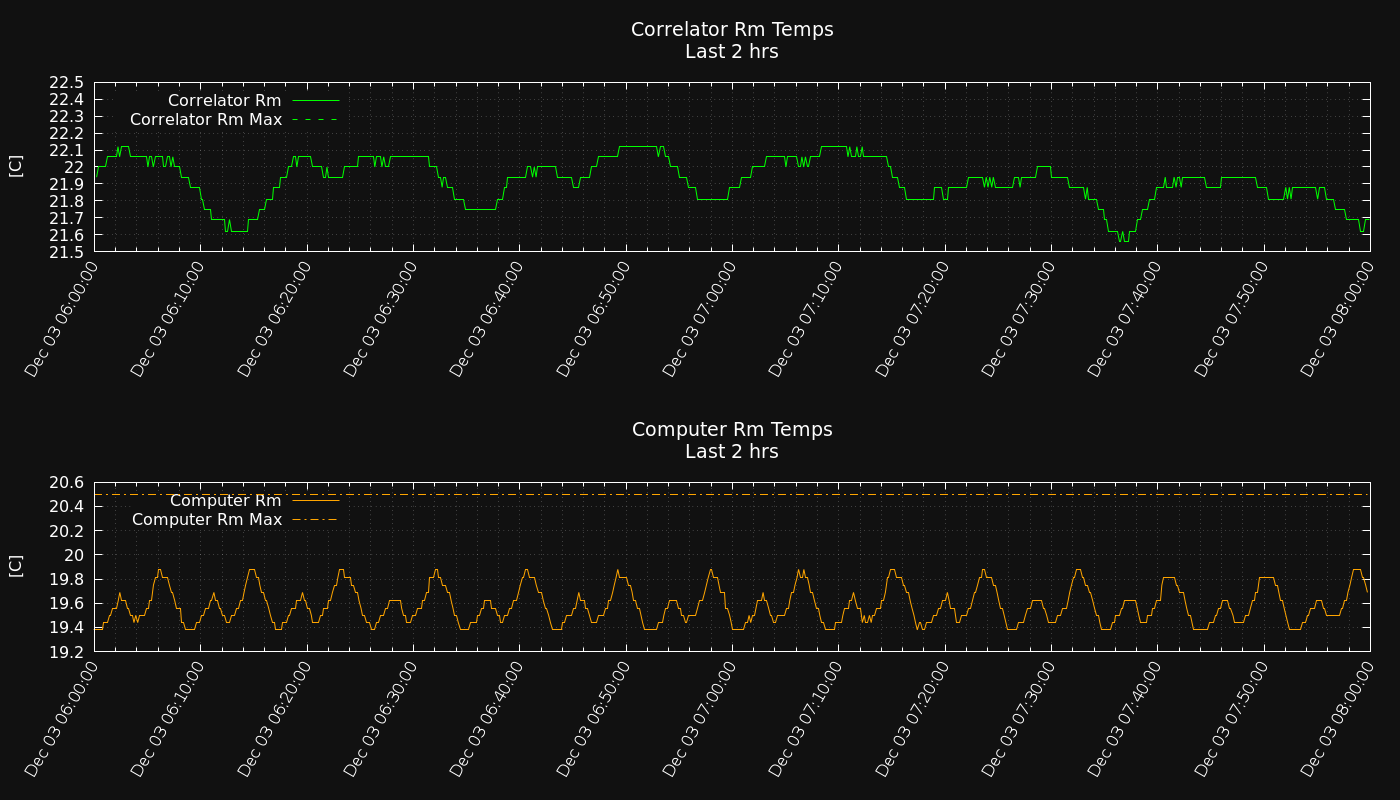 Correlator Rm Temps
Last 2 hrs
[C]
22.5
22.4
22.3
22.2
22.1
22
21.9
21.8
21.7
21.6
21.5
Correlator Rm
Correlator Rm Max
Dec 03 06:00:00
Dec 03 06:10:00
Dec 03 06:20:00
Dec 03 06:30:00
Dec 03 06:40:00
Dec 03 06:50:00
Dec 03 07:00:00
Dec 03 07:10:00
Dec 03 07:20:00
Dec 03 07:30:00
Dec 03 07:40:00
Dec 03 07:50:00
Dec 03 08:00:00
Computer Rm Temps
Last 2 hrs
[C]
20.6
20.4
20.2
20
19.8
19.6
19.4
19.2
Computer Rm
Computer Rm Max
Dec 03 06:00:00
Dec 03 06:10:00
Dec 03 06:20:00
Dec 03 06:30:00
Dec 03 06:40:00
Dec 03 06:50:00
Dec 03 07:00:00
Dec 03 07:10:00
Dec 03 07:20:00
Dec 03 07:30:00
Dec 03 07:40:00
Dec 03 07:50:00
Dec 03 08:00:00